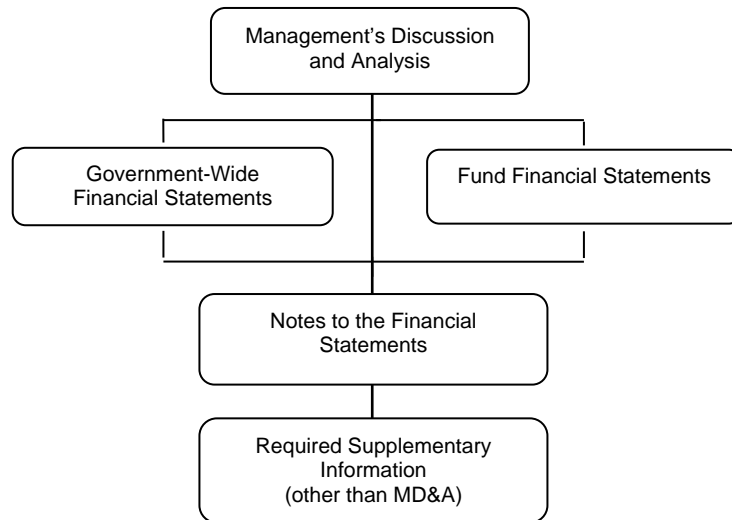 Management’s Discussion
and Analysis
Government-Wide
Financial Statements
Fund Financial Statements
Notes to the Financial
Statements
Required Supplementary
Information
(other than MD&A)